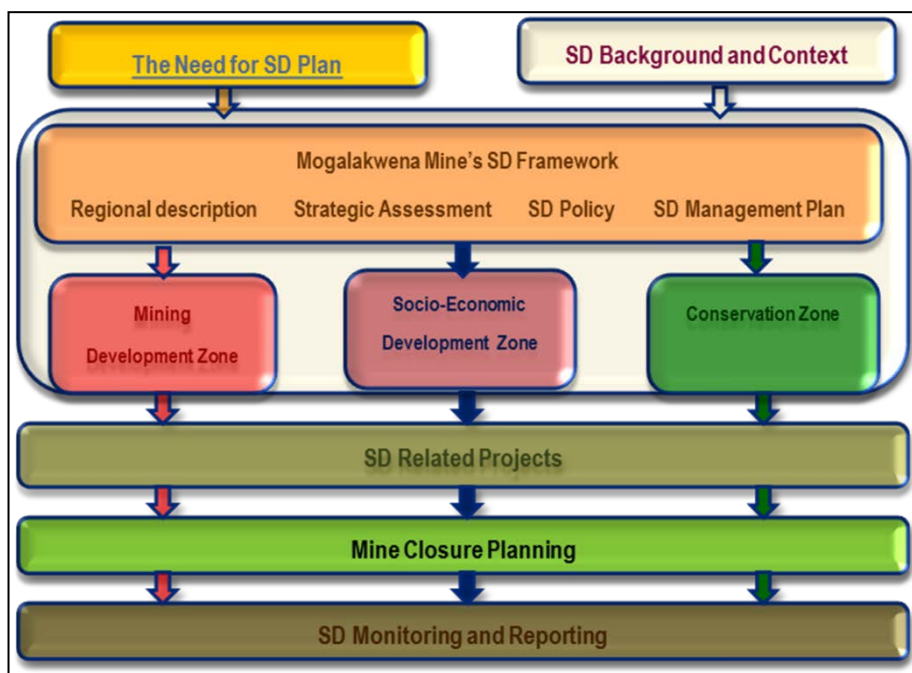 The Need for SD Plan
SD Background and Context
Mogalakwena Mine's SD Framework
Regional description Strategic Assessment SD Policy SD Management Plan
Mining
Development Zone
Socio-Economic
Development Zone
Conservation Zone
SD Related Projects
Mine Closure Planning
SD Monitoring and Reporting